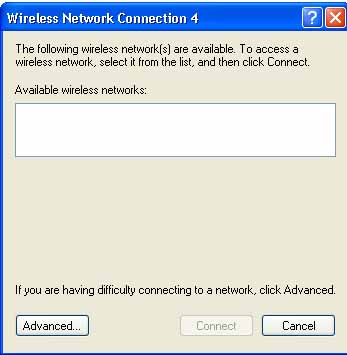 Wireless Network Connection 4
The following wireless network(s) are available. To access a
wireless network, select it from the list, and then click Connect.
Available wireless networks:
If you are having difficulty connecting to a network, click Advanced.
Advanced... Connect Cancel